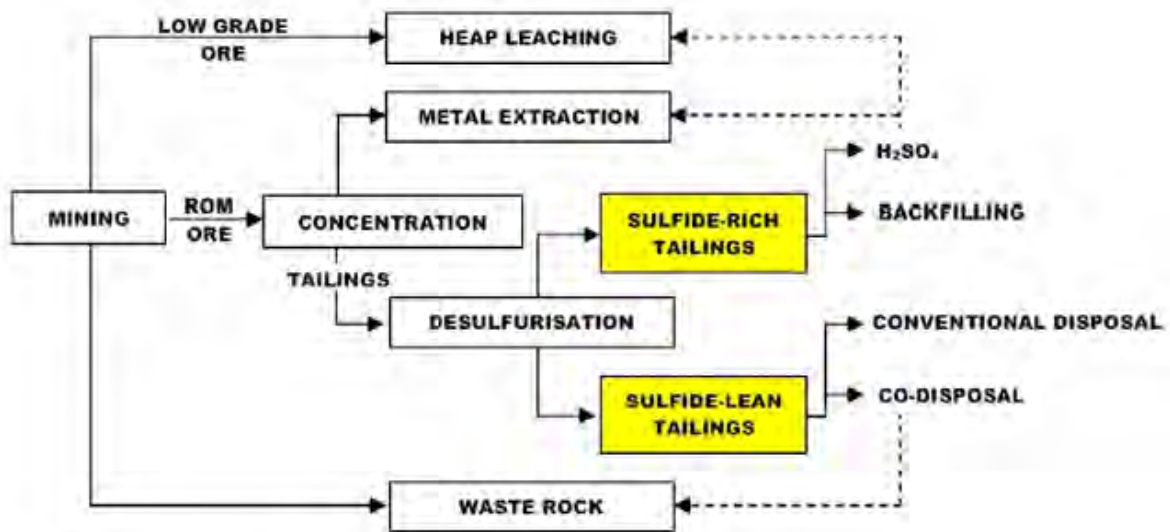 LOW GRADE
ORE
HEAP LEACHING
METAL EXTRACTION
H₂SO₄
MINING
ROM
ORE
CONCENTRATION
SULFIDE-RICH
TAILINGS
BACKFILLING
TAILINGS
DESULFURISATION
CONVENTIONAL DISPOSAL
SULFIDE-LEAN
TAILINGS
CO-DISPOSAL
WASTE ROCK